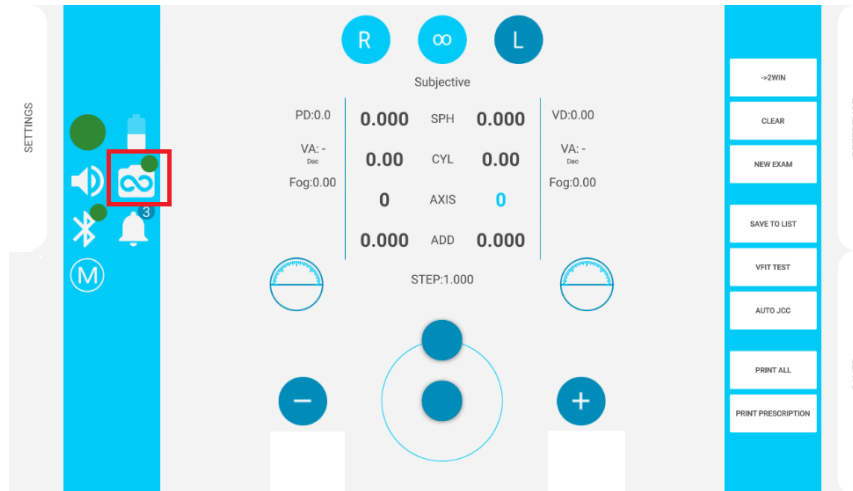 R ∞ L
Subjective
SETTINGS
3
M
PD:0.0
VA: -
Dec
Fog:0.00
0.000 SPH 0.000
0.00 CYL 0.00
0 AXIS 0
0.000 ADD 0.000
VD:0.00
VA: -
Dec
Fog:0.00
STEP:1.000
->2WIN
CLEAR
NEW EXAM
SAVE TO LIST
VFIT TEST
AUTO JCC
PRINT ALL
PRINT PRESCRIPTION